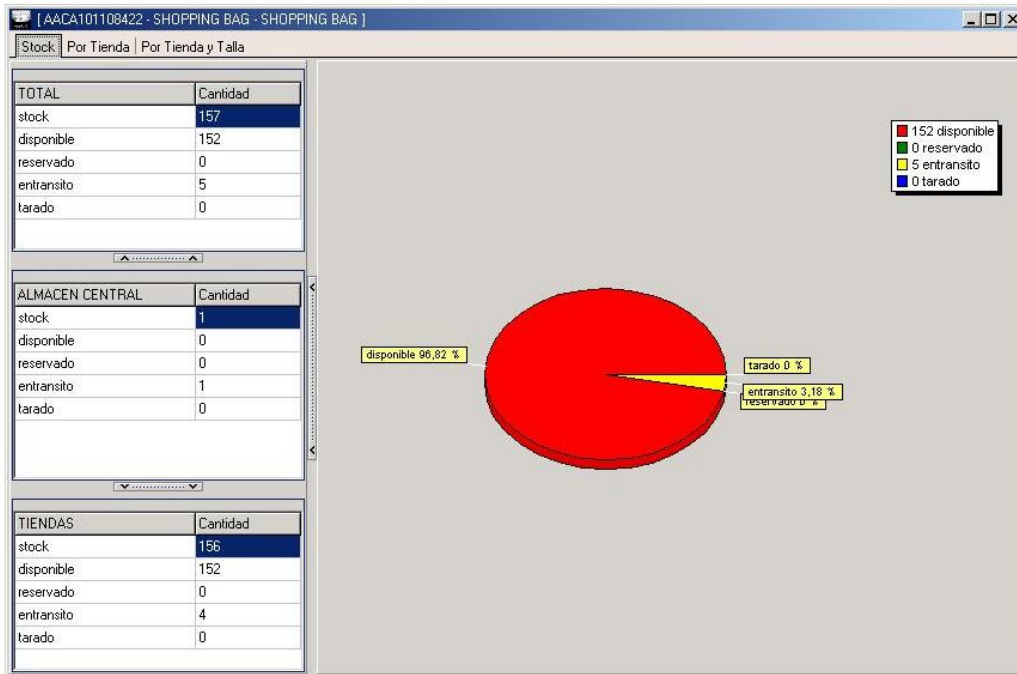 [ AACA101108422 - SHOPPING BAG - SHOPPING BAG ]
Stock Por Tienda Por Tienda y Talla
TOTAL Cantidad
stock 157
disponible 152
reservado 0
entransito 5
tarado 0
ALMACEN CENTRAL Cantidad
stock 1
disponible 0
reservado 0
entransito 1
tarado 0
TIENDAS Cantidad
stock 156
disponible 152
reservado 0
entransito 4
tarado 0
152 disponible
0 reservado
5 entransito
0 tarado
disponible 96,82 %
tarado 0 %
entransito 3,18 %
reservado 0 %